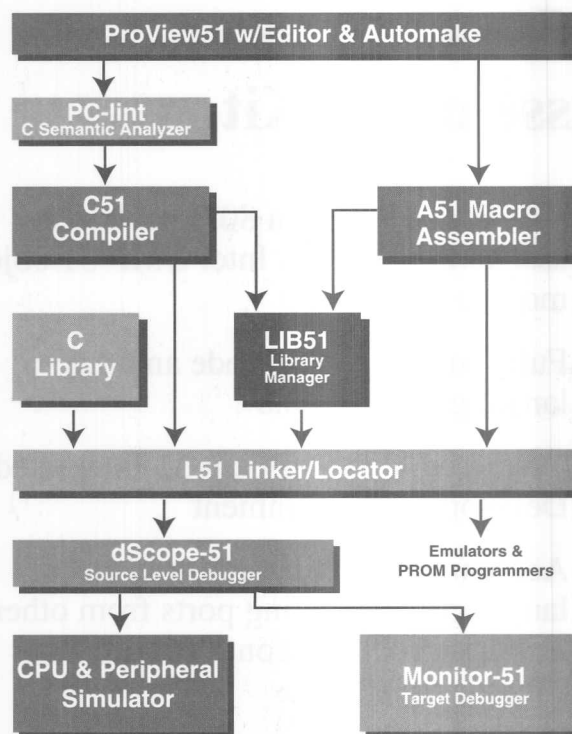 ProView51 w/Editor & Automake
PC-lint
C Semantic Analyzer
C51
Compiler
A51 Macro
Assembler
C
Library
LIB51
Library
Manager
L51 Linker/Locator
dScope-51
Source Level Debugger
Emulators &
PROM Programmers
CPU & Peripheral
Simulator
Monitor-51
Target Debugger